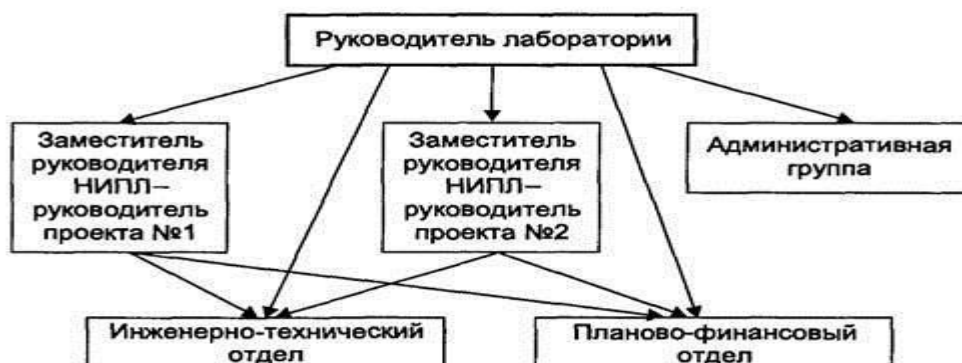 Руководитель лаборатории
Заместитель
руководителя
НИПЛ–
руководитель
проекта №1
Заместитель
руководителя
НИПЛ–
руководитель
проекта №2
Административная
группа
Инженерно-технический
отдел
Планово-финансовый
отдел